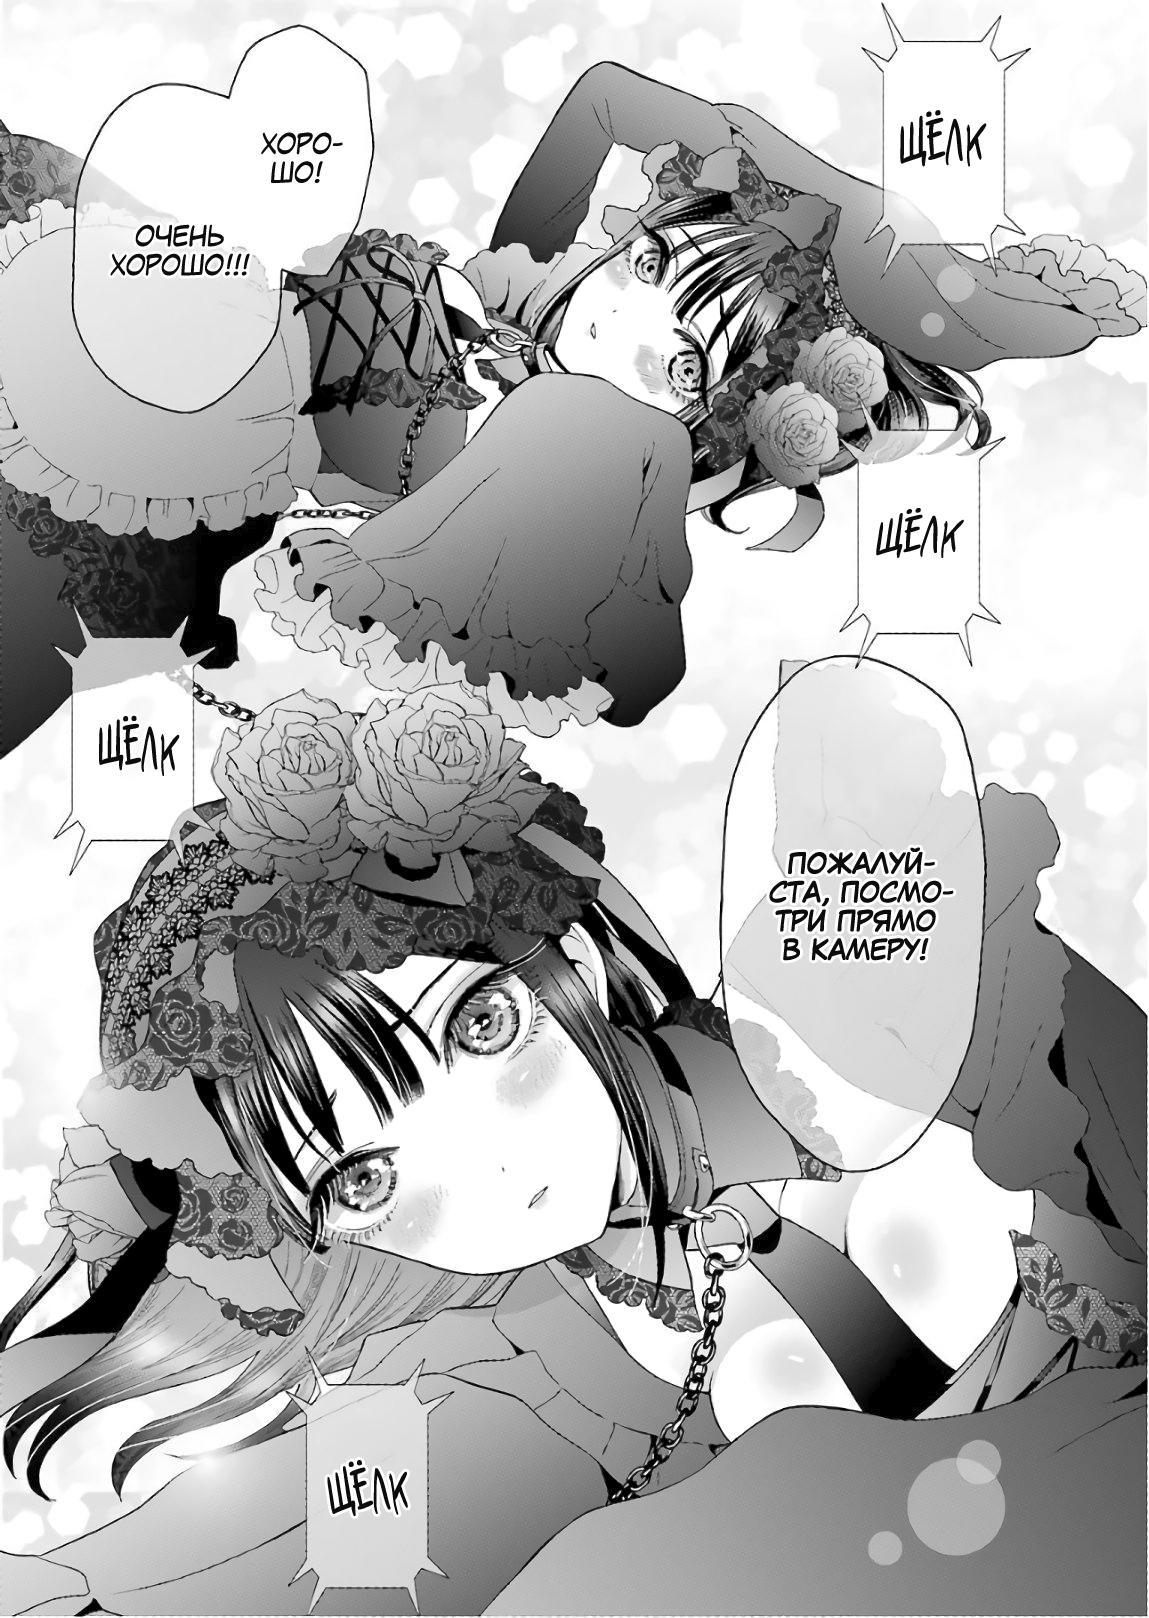 ЩЁЛК
ХОРО-
ШО!
ОЧЕНЬ
ХОРОШО!!!
ЩЁЛК
ЩЁЛК
ПОЖАЛУЙ-
СТА, ПОСМО-
ТРИ ПРЯМО
В КАМЕРУ!
ЩЁЛК